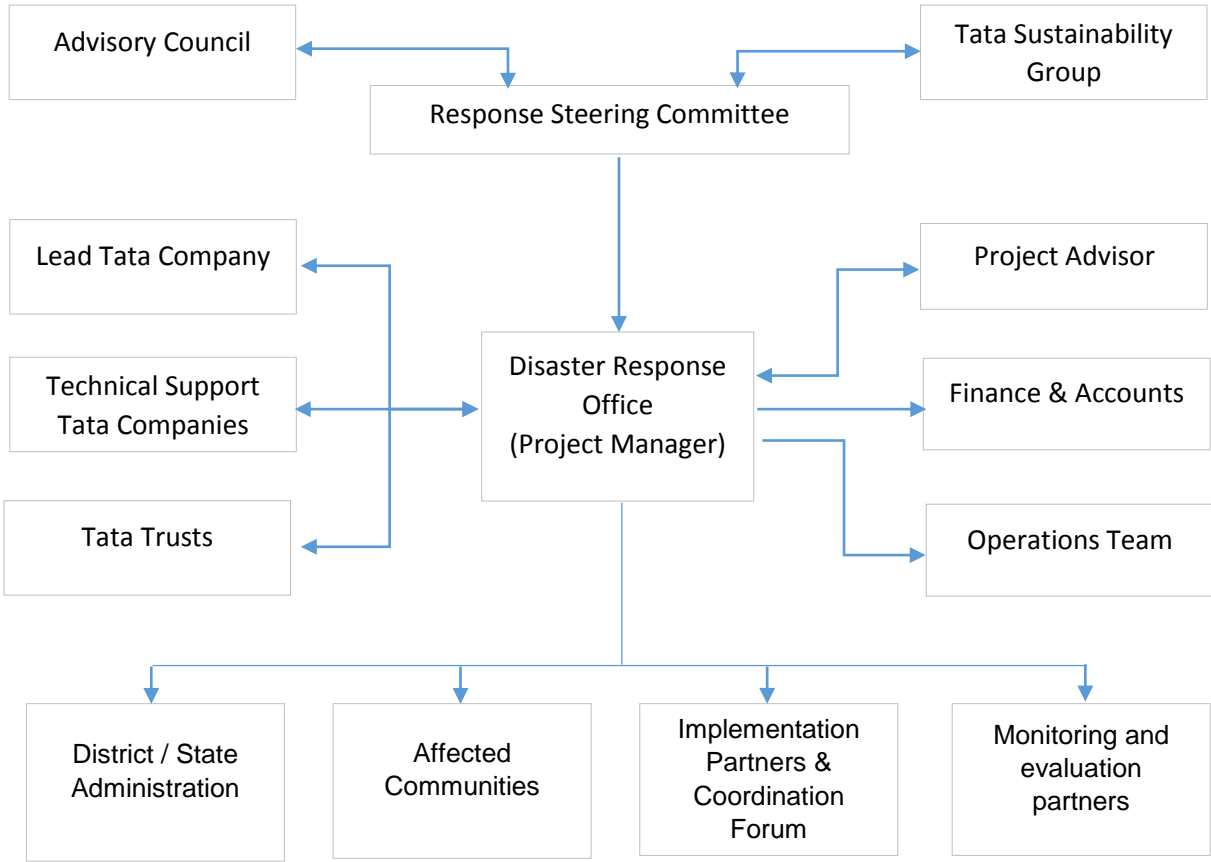 Advisory Council
Tata Sustainability
Group
Response Steering Committee
Lead Tata Company
Project Advisor
Disaster Response
Office
(Project Manager)
Technical Support
Tata Companies
Finance & Accounts
Tata Trusts
Operations Team
District / State
Administration
Affected
Communities
Implementation
Partners &
Coordination
Forum
Monitoring and
evaluation
partners